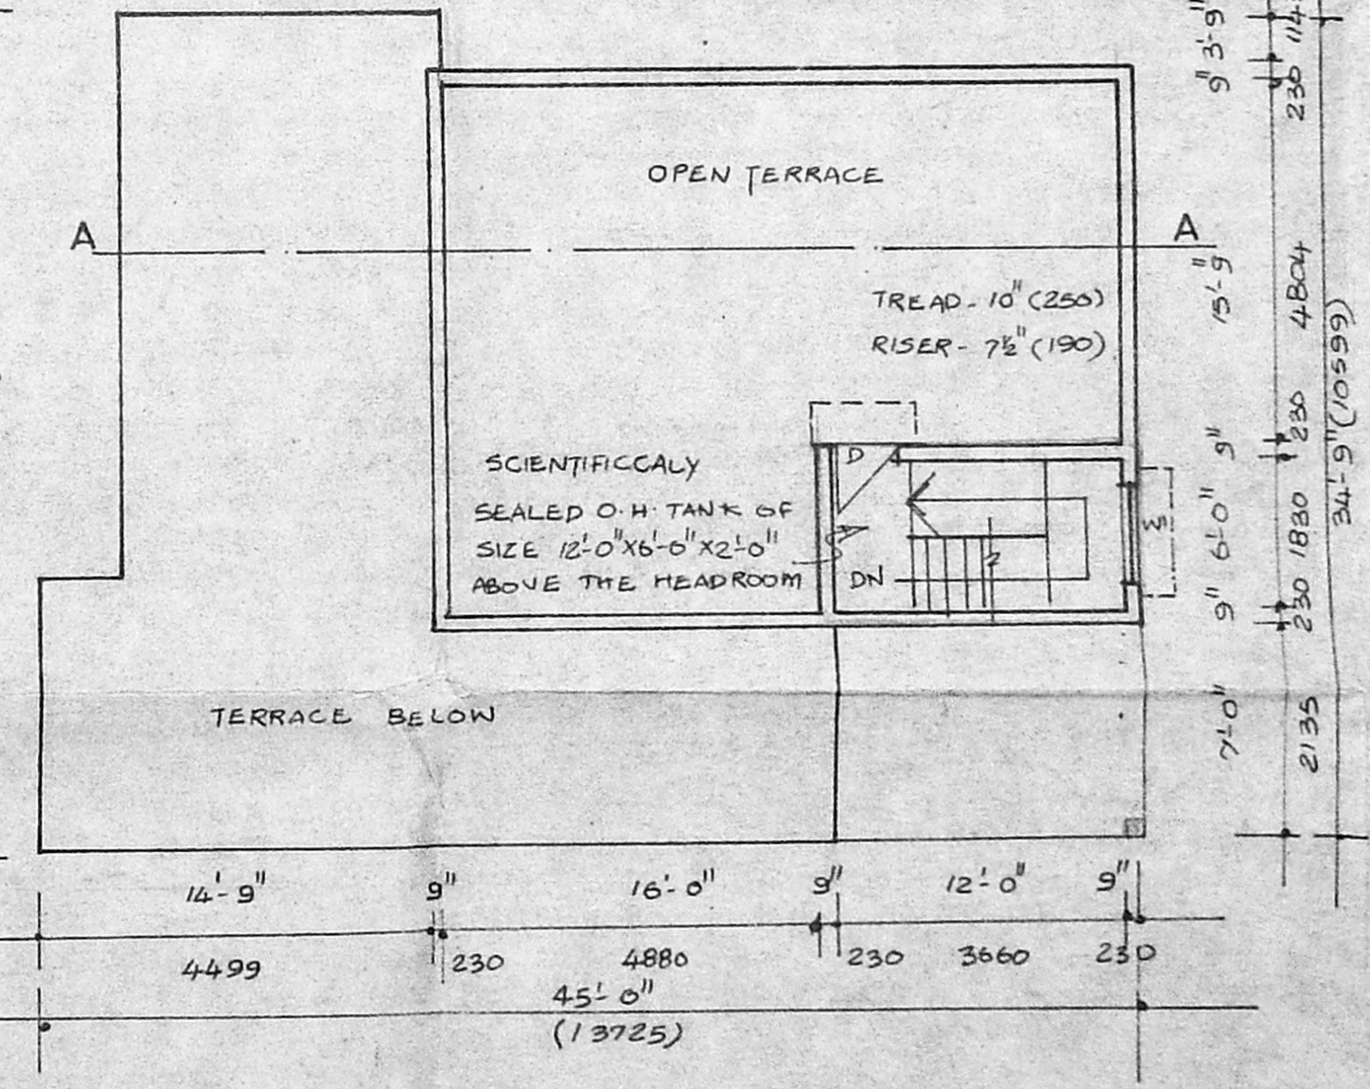 OPEN TERRACE
A
A
TREAD - 10" (250)
RISER - 7½" (190)
SCIENTIFICCALY
SEALED O.H. TANK OF
SIZE 12'-0"X6'-0"X2'-0"
ABOVE THE HEADROOM
D
DN
TERRACE BELOW
14'-9" 9" 16'-0" 9" 12'-0" 9"
4499 230 4880 230 3660 230
45'-0"
(13725)
9" 3'-9"
230
15'-9" 4804
9" 230
6'-0" 1830
9" 230
7'-0" 2135
34'-9" (10599)